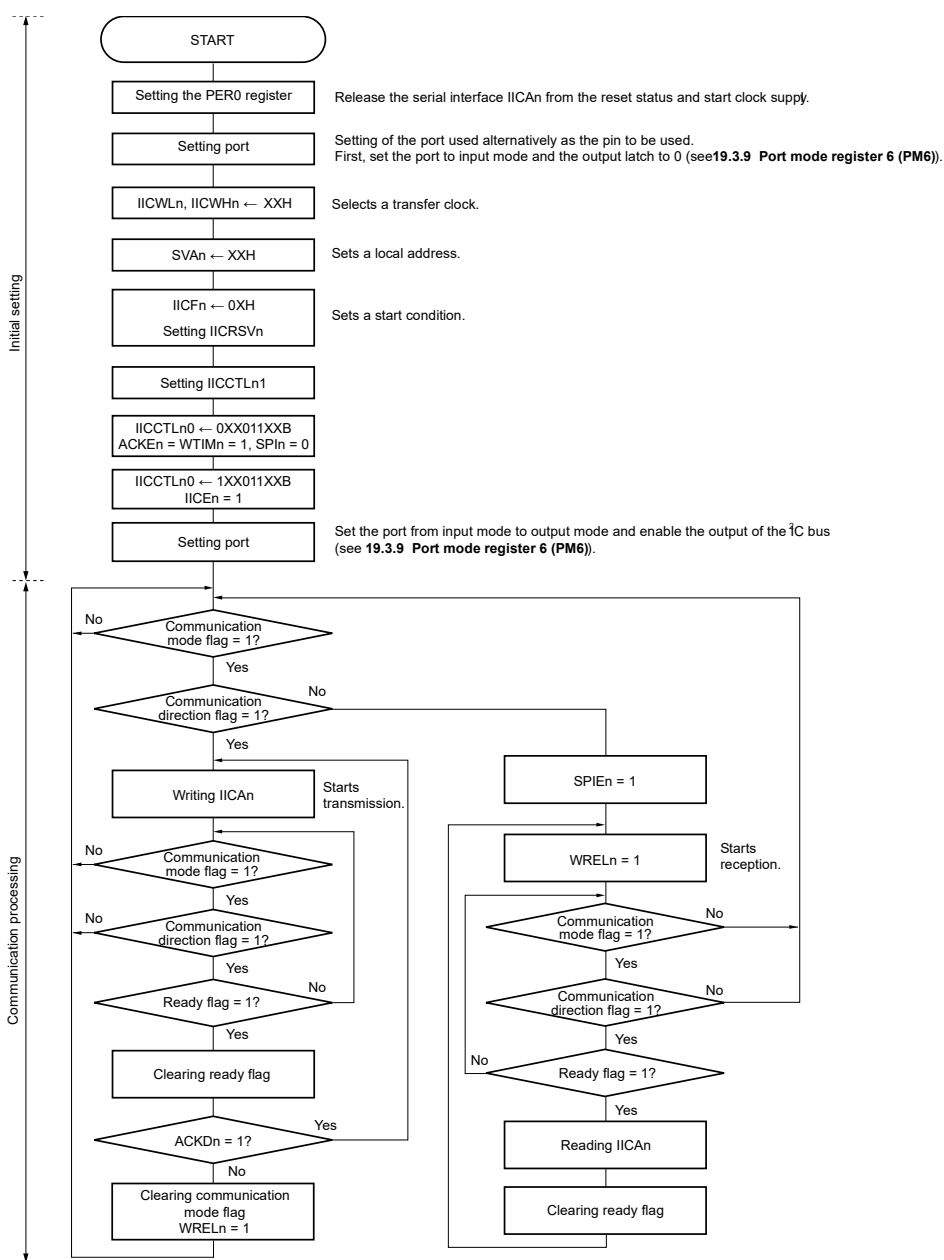 START
Setting the PER0 register
Release the serial interface IICAn from the reset status and start clock supply.
Setting port
Setting of the port used alternatively as the pin to be used.
First, set the port to input mode and the output latch to 0 (see19.3.9 Port mode register 6 (PM6)).
IICWLn, IICWHn ← XXH
Selects a transfer clock.
SVAn ← XXH
Sets a local address.
IICFn ← 0XH
Setting IICRSVn
Sets a start condition.
Setting IICCTLn1
IICCTLn0 ← 0XX011XXB
ACKEn = WTIMn = 1, SPIn = 0
IICCTLn0 ← 1XX011XXB
IICEn = 1
Setting port
Set the port from input mode to output mode and enable the output of the I²C bus
(see 19.3.9 Port mode register 6 (PM6)).
Initial setting
Communication processing
No
Communication
mode flag = 1?
Yes
No
Communication
direction flag = 1?
Yes
Writing IICAn
Starts
transmission.
No
Communication
mode flag = 1?
Yes
No
Communication
direction flag = 1?
Yes
Ready flag = 1?
No
Yes
Clearing ready flag
ACKDn = 1?
Yes
No
Clearing communication
mode flag
WRELn = 1
SPIEn = 1
WRELn = 1
Starts
reception.
Communication
mode flag = 1?
No
Yes
Communication
direction flag = 1?
No
Yes
No
Ready flag = 1?
Yes
Reading IICAn
Clearing ready flag